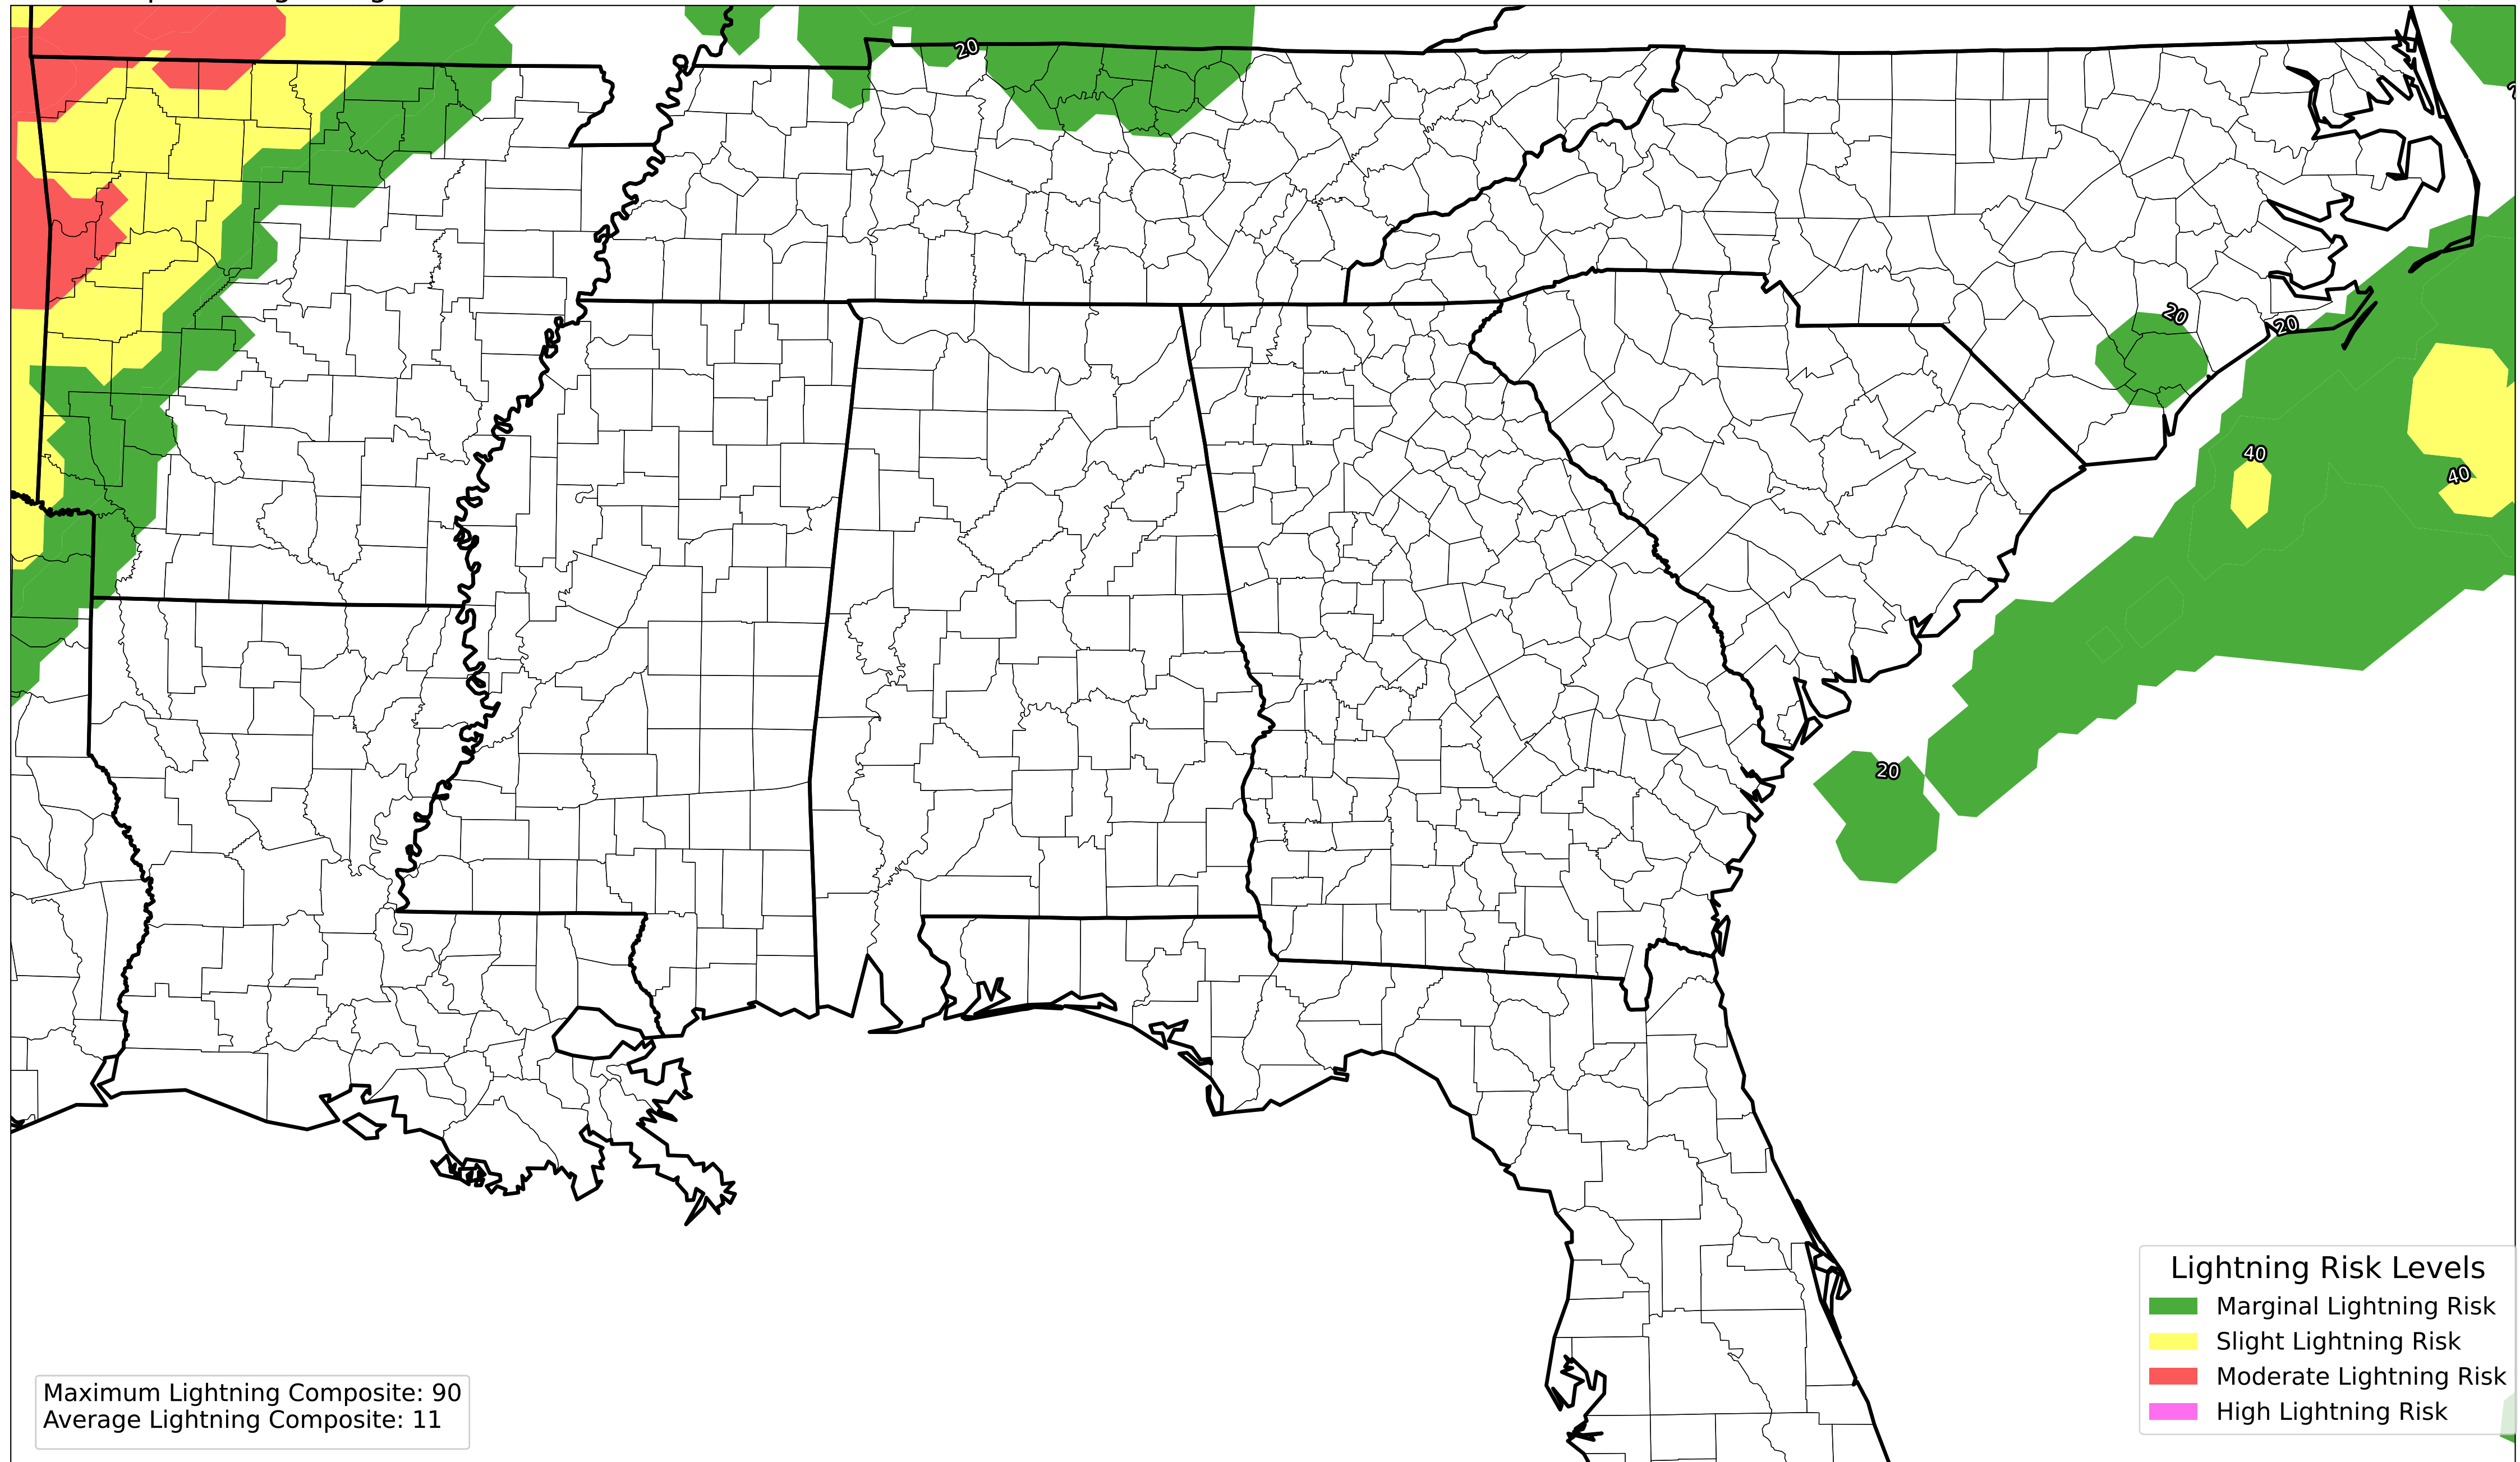 20
20
20
40
40
20
Lightning Risk Levels
Marginal Lightning Risk
Slight Lightning Risk
Moderate Lightning Risk
High Lightning Risk
Maximum Lightning Composite: 90
Average Lightning Composite: 11